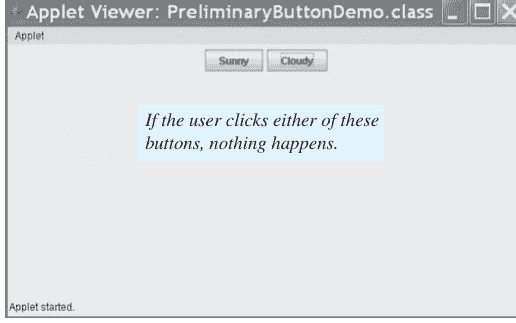 Applet Viewer: PreliminaryButtonDemo.class
Applet
Sunny Cloudy
If the user clicks either of these
buttons, nothing happens.
Applet started.